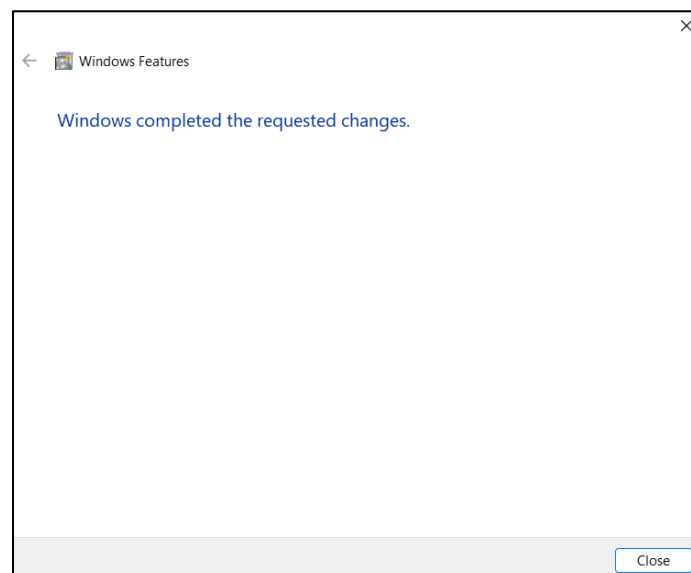 Windows Features
Windows completed the requested changes.
Close